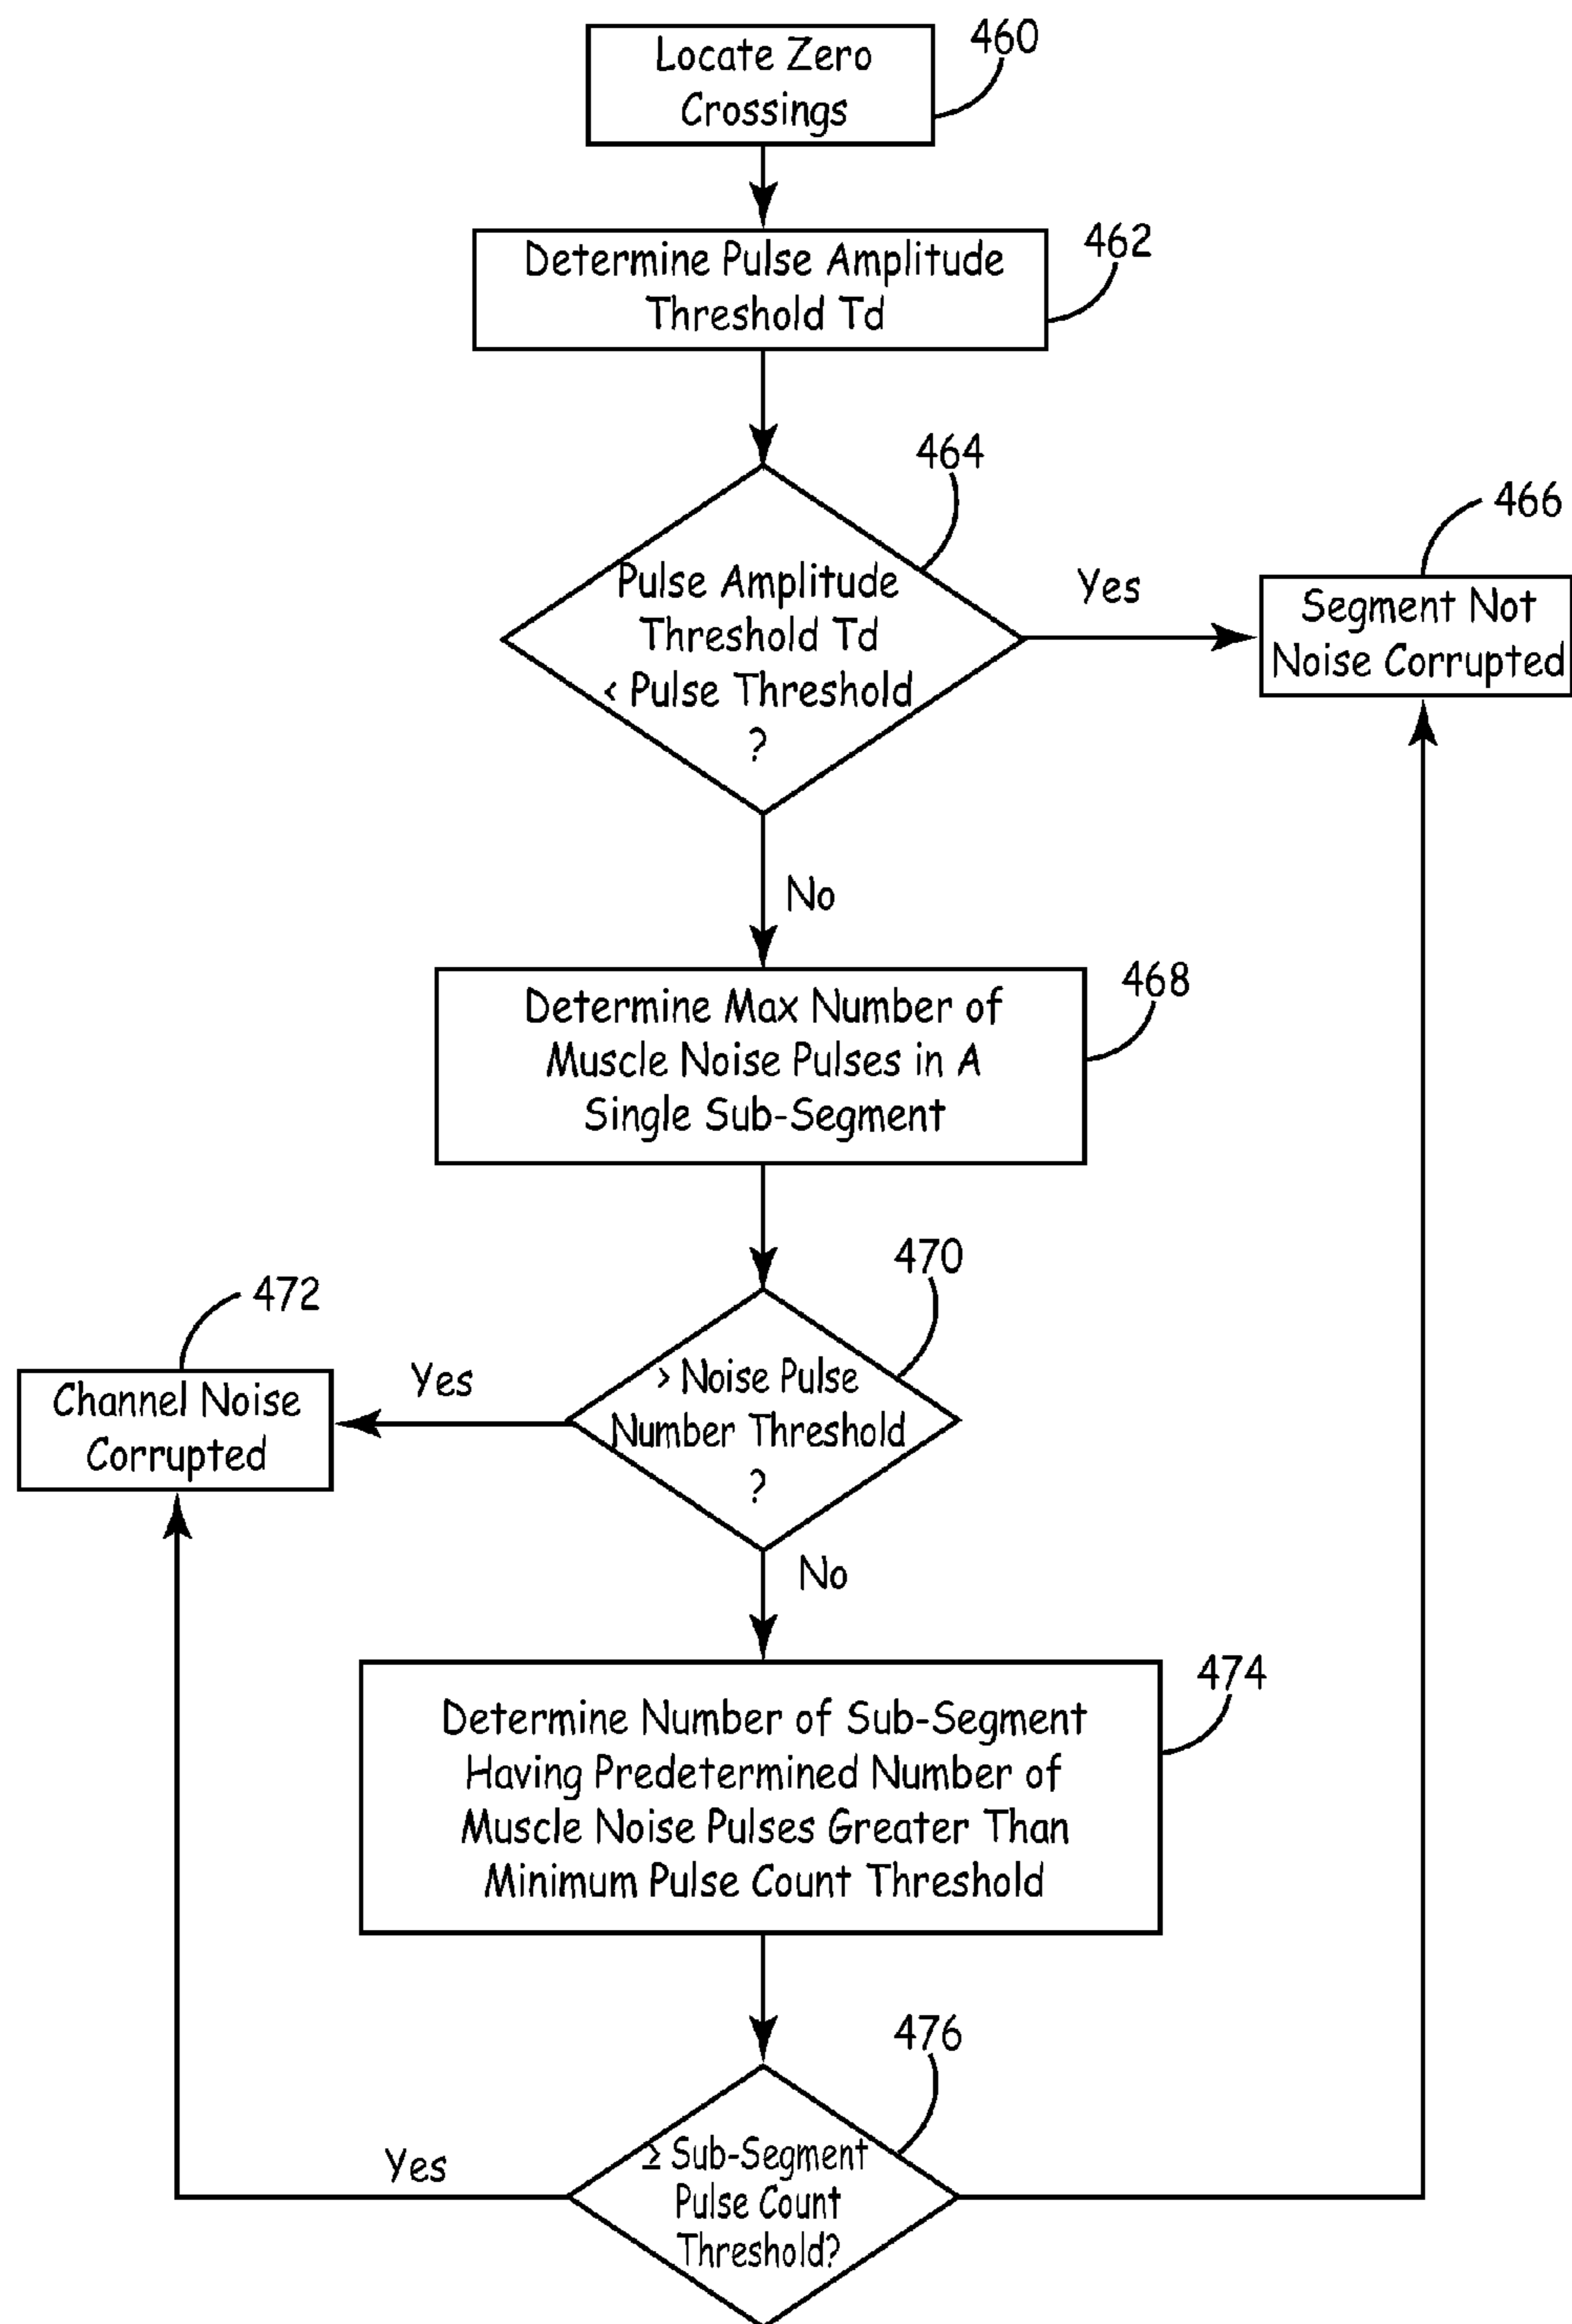 Locate Zero
Crossings
460
Determine Pulse Amplitude
Threshold Td
462
464
Pulse Amplitude
Threshold Td
< Pulse Threshold
?
Yes
466
Segment Not
Noise Corrupted
No
468
Determine Max Number of
Muscle Noise Pulses in A
Single Sub-Segment
470
472
Channel Noise
Corrupted
Yes
> Noise Pulse
Number Threshold
?
No
474
Determine Number of Sub-Segment
Having Predetermined Number of
Muscle Noise Pulses Greater Than
Minimum Pulse Count Threshold
476
Yes
≥ Sub-Segment
Pulse Count
Threshold?